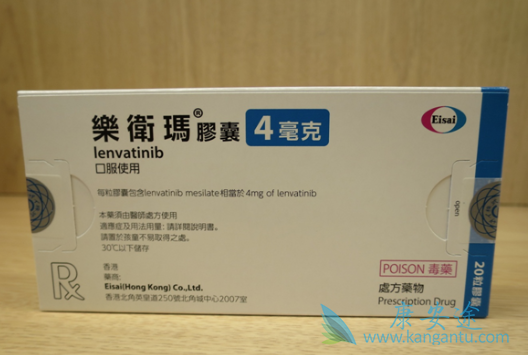 樂衛瑪®膠囊 4毫克
Eisai
lenvatinib
口服使用
每粒膠囊包含lenvatinib mesilate相當於4mg of lenvatinib
本藥須由醫師處方使用
適應症及用法用量：請詳閱說明書。
請置於孩童不易取得之處。
30℃以下儲存
open
Rx
香港
藥商:
Eisai(Hong Kong) Co.,Ltd.
香港北角英皇道250號北角城中心2007室
POISON 毒藥
處方藥物
Prescription Drug
20粒膠囊
康安途
www.kangantu.com